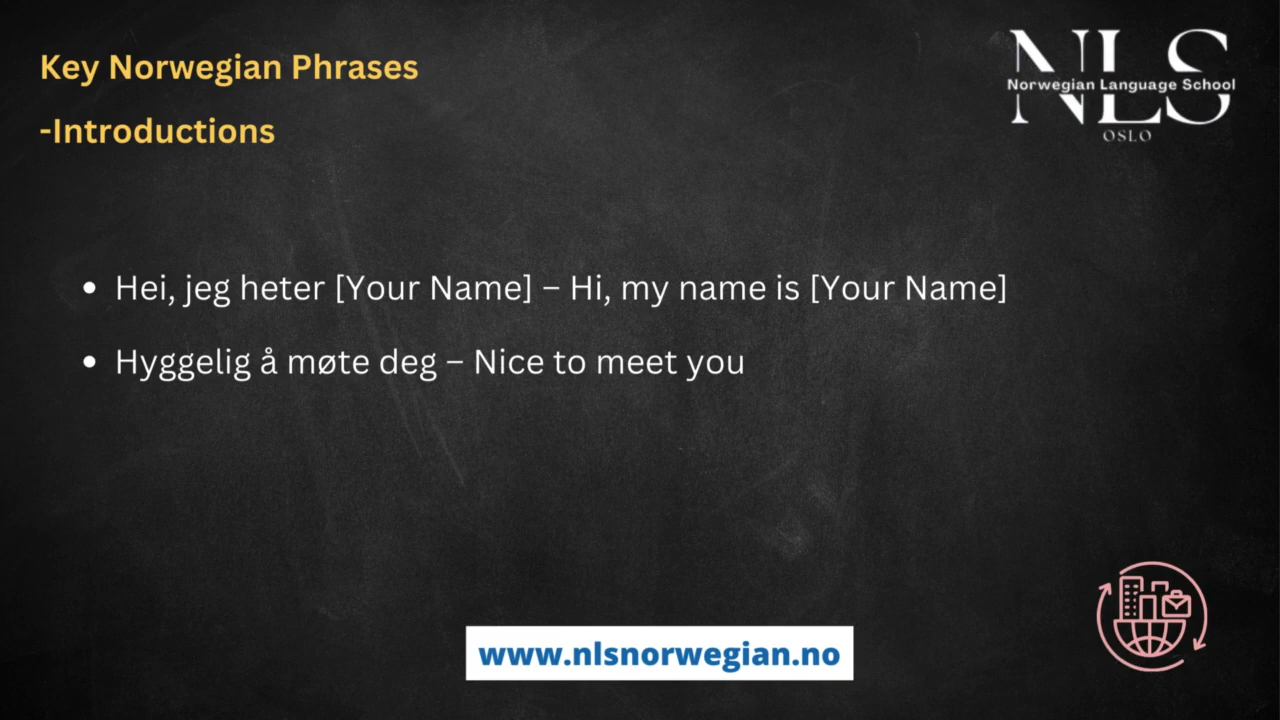 Key Norwegian Phrases
-Introductions
NLS
Norwegian Language School
OSLO
Hei, jeg heter [Your Name] – Hi, my name is [Your Name]
Hyggelig å møte deg – Nice to meet you
www.nlsnorwegian.no